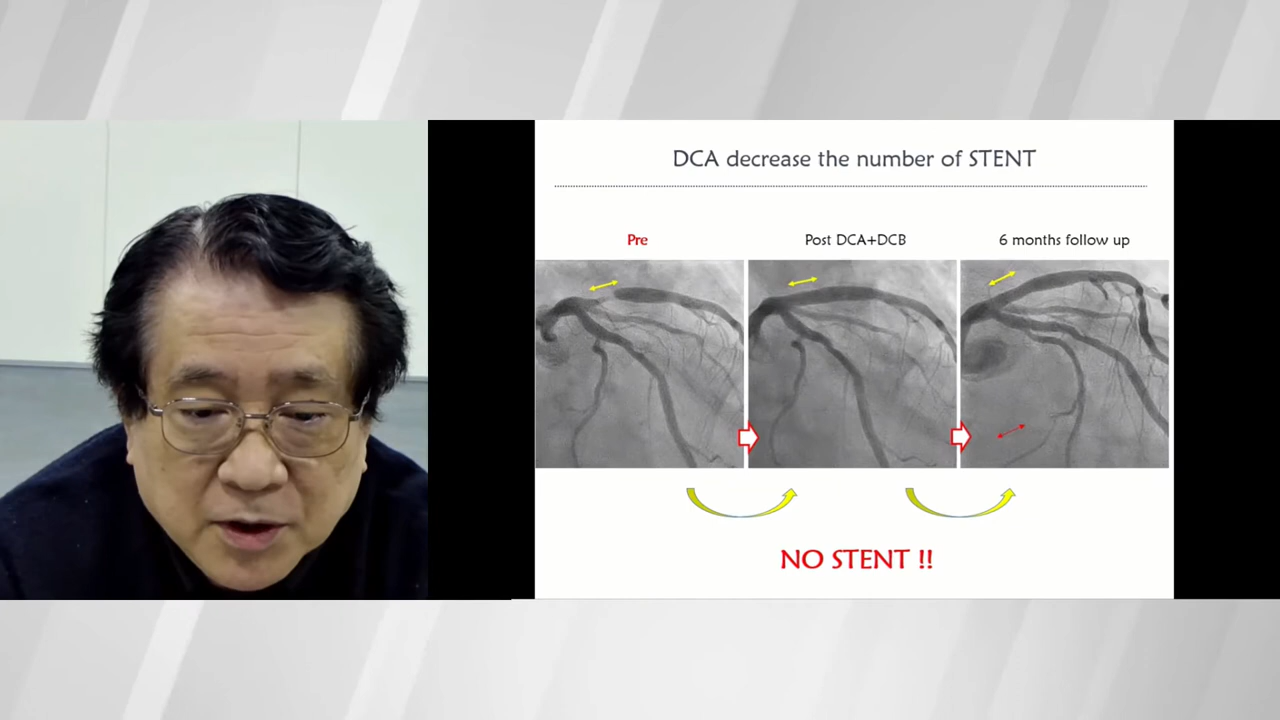 DCA decrease the number of STENT
Pre
Post DCA+DCB
6 months follow up
NO STENT !!